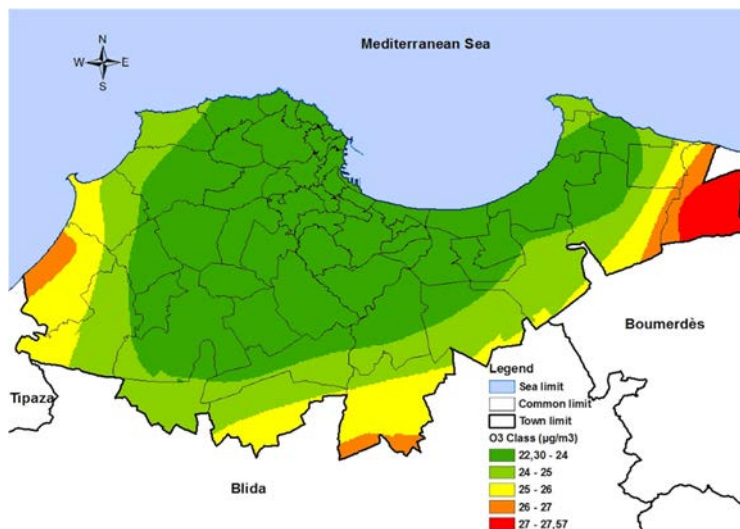 Mediterranean Sea
N
W E
S
Boumerdès
Tipaza
Blida
Legend
Sea limit
Common limit
Town limit
O3 Class (µg/m3)
22,30 - 24
24 - 25
25 - 26
26 - 27
27 - 27,57